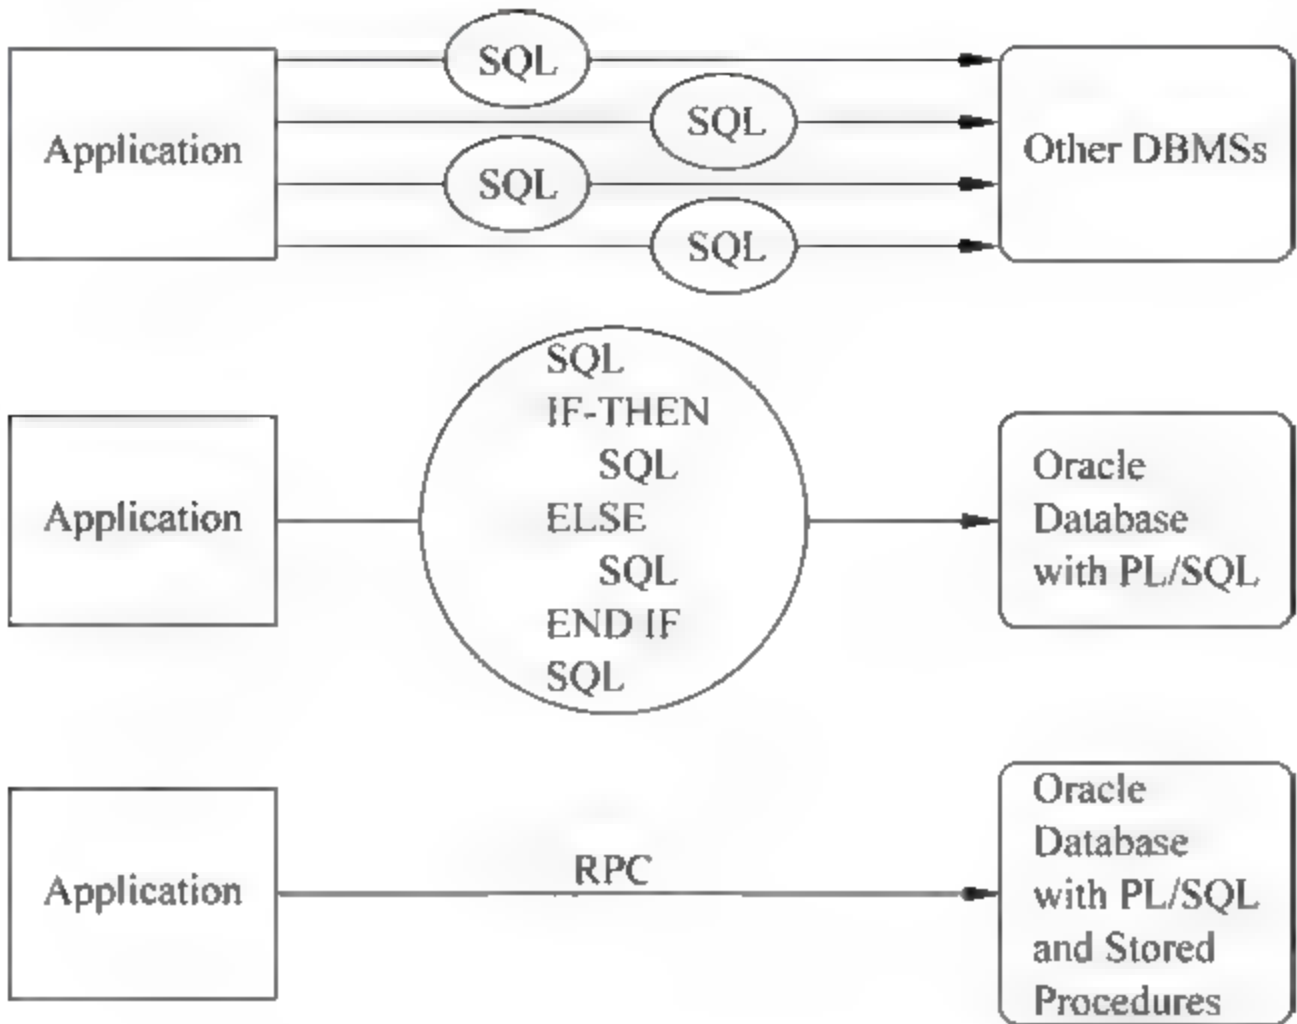 SQL
SQL
Application
Other DBMSs
SQL
SQL
SQL
IF-THEN
SQL
ELSE
SQL
END IF
SQL
Application
Oracle
Database
with PL/SQL
Application
RPC
Oracle
Database
with PL/SQL
and Stored
Procedures